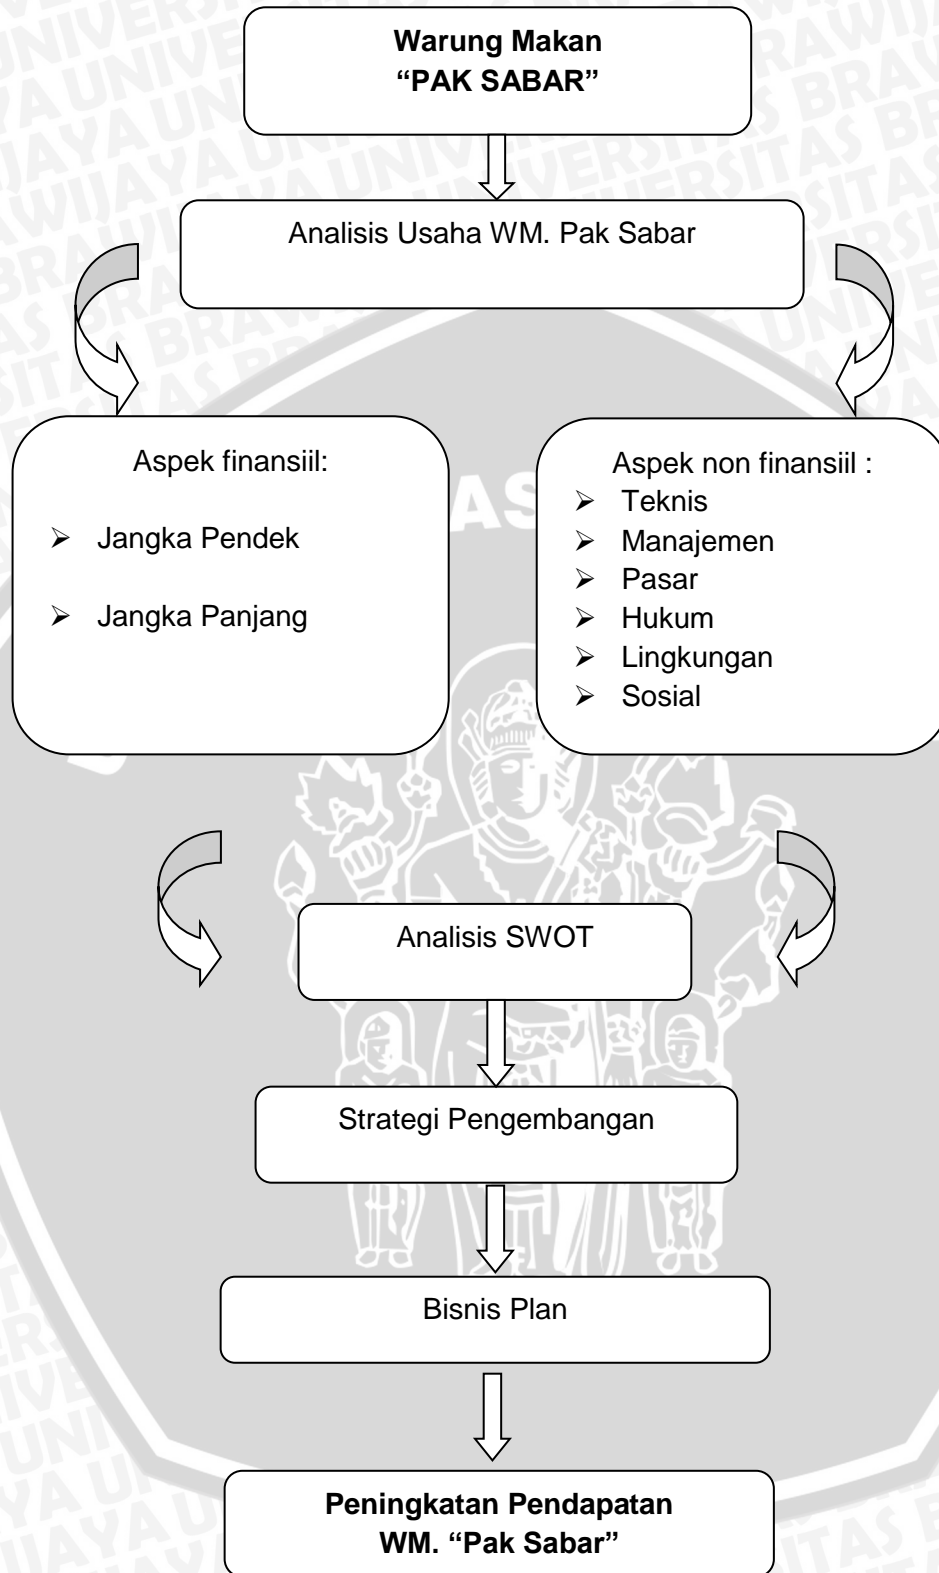 Warung Makan
“PAK SABAR”
Analisis Usaha WM. Pak Sabar
Aspek finansiil:
➢ Jangka Pendek
➢ Jangka Panjang
Aspek non finansiil :
➢ Teknis
➢ Manajemen
➢ Pasar
➢ Hukum
➢ Lingkungan
➢ Sosial
Analisis SWOT
Strategi Pengembangan
Bisnis Plan
Peningkatan Pendapatan
WM. “Pak Sabar”